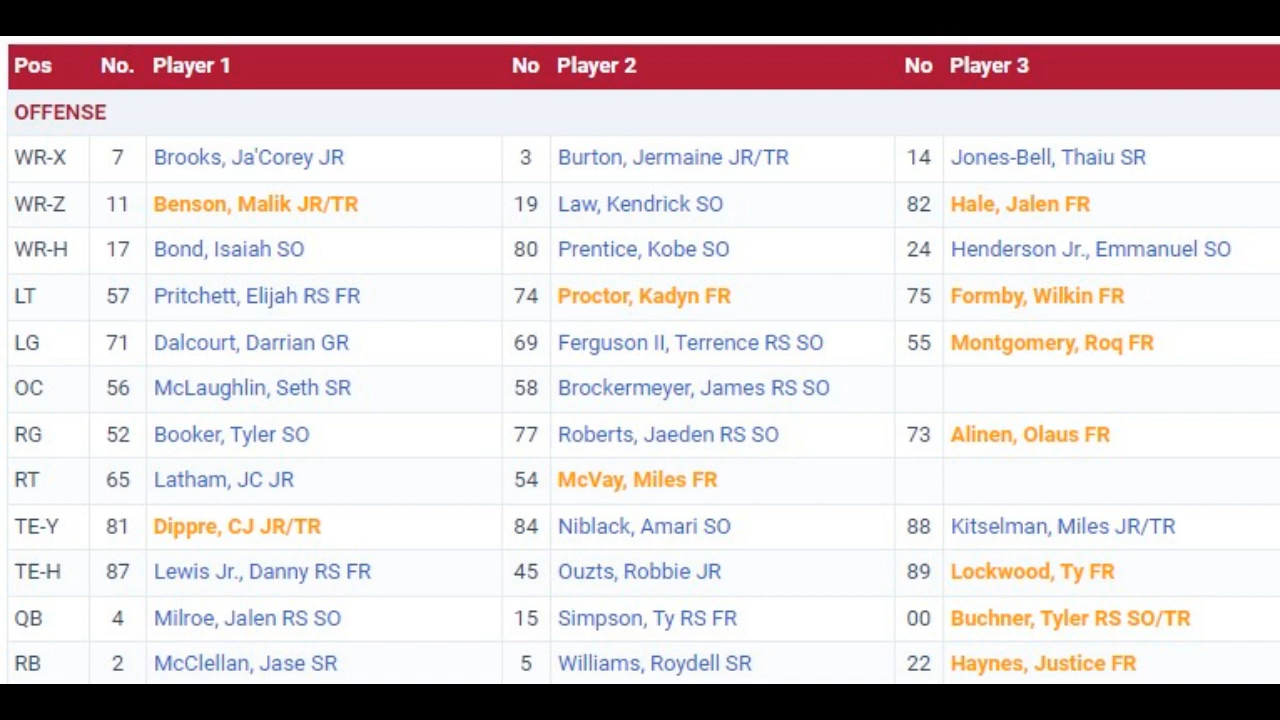 Pos No. Player 1 No Player 2 No Player 3
OFFENSE
WR-X 7 Brooks, Ja'Corey JR 3 Burton, Jermaine JR/TR 14 Jones-Bell, Thaiu SR
WR-Z 11 Benson, Malik JR/TR 19 Law, Kendrick SO 82 Hale, Jalen FR
WR-H 17 Bond, Isaiah SO 80 Prentice, Kobe SO 24 Henderson Jr., Emmanuel SO
LT 57 Pritchett, Elijah RS FR 74 Proctor, Kadyn FR 75 Formby, Wilkin FR
LG 71 Dalcourt, Darrian GR 69 Ferguson II, Terrence RS SO 55 Montgomery, Roq FR
OC 56 McLaughlin, Seth SR 58 Brockermeyer, James RS SO
RG 52 Booker, Tyler SO 77 Roberts, Jaeden RS SO 73 Alinen, Olaus FR
RT 65 Latham, JC JR 54 McVay, Miles FR
TE-Y 81 Dippre, CJ JR/TR 84 Niblack, Amari SO 88 Kitselman, Miles JR/TR
TE-H 87 Lewis Jr., Danny RS FR 45 Ouzts, Robbie JR 89 Lockwood, Ty FR
QB 4 Milroe, Jalen RS SO 15 Simpson, Ty RS FR 00 Buchner, Tyler RS SO/TR
RB 2 McClellan, Jase SR 5 Williams, Roydell SR 22 Haynes, Justice FR